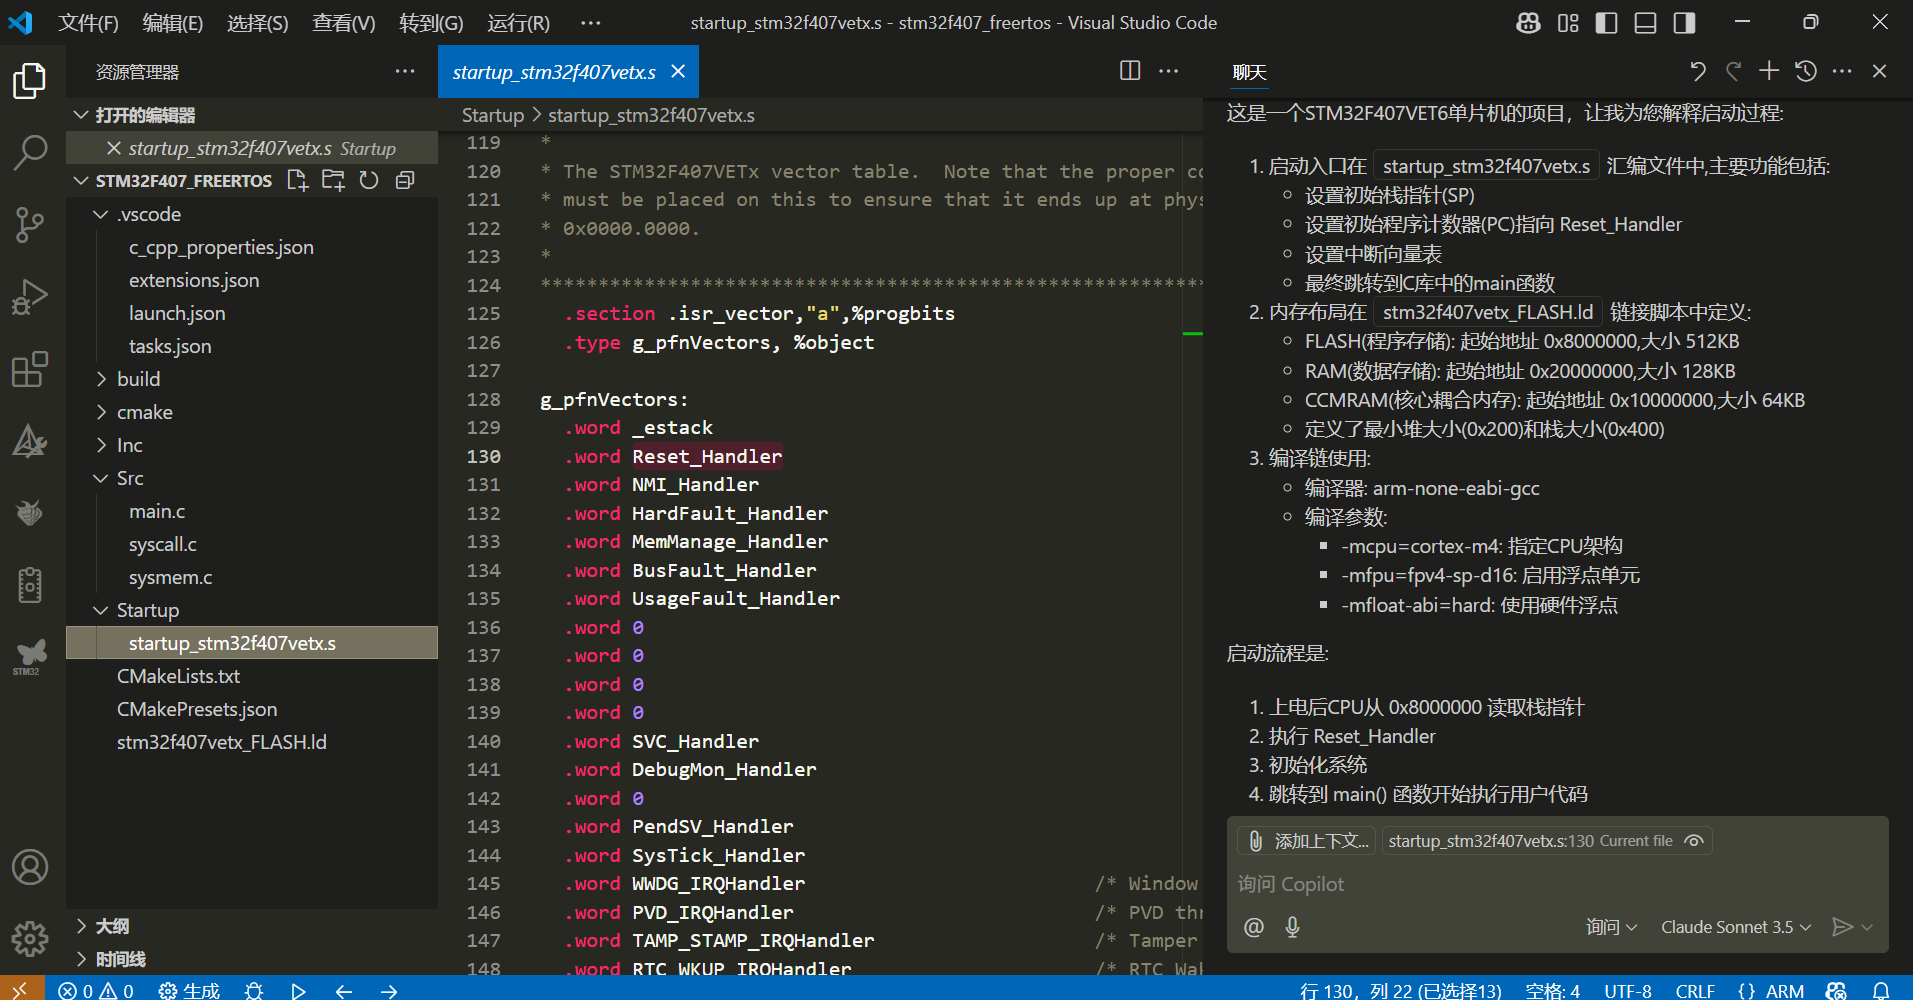 文件(F) 编辑(E) 选择(S) 查看(V) 转到(G) 运行(R) ··· startup_stm32f407vetx.s - stm32f407_freertos - Visual Studio Code
资源管理器 ···
打开的编辑器
startup_stm32f407vetx.s Startup
STM32F407_FREERTOS
.vscode
c_cpp_properties.json
extensions.json
launch.json
tasks.json
build
cmake
Inc
Src
main.c
syscall.c
sysmem.c
Startup
startup_stm32f407vetx.s
CMakeLists.txt
CMakePresets.json
stm32f407vetx_FLASH.ld
大纲
时间线
STM32
startup_stm32f407vetx.s
Startup > startup_stm32f407vetx.s
119 *
120 * The STM32F407VETx vector table.  Note that the proper co
121 * must be placed on this to ensure that it ends up at phys
122 * 0x0000.0000.
123 *
124 **********************************************************
125 .section .isr_vector,"a",%progbits
126 .type g_pfnVectors, %object
127
128 g_pfnVectors:
129 .word _estack
130 .word Reset_Handler
131 .word NMI_Handler
132 .word HardFault_Handler
133 .word MemManage_Handler
134 .word BusFault_Handler
135 .word UsageFault_Handler
136 .word 0
137 .word 0
138 .word 0
139 .word 0
140 .word SVC_Handler
141 .word DebugMon_Handler
142 .word 0
143 .word PendSV_Handler
144 .word SysTick_Handler
145 .word WWDG_IRQHandler /* Window
146 .word PVD_IRQHandler /* PVD thr
147 .word TAMP_STAMP_IRQHandler /* Tamper
148 .word RTC_WKUP_IRQHandler /* RTC Wak
聊天
这是一个STM32F407VET6单片机的项目，让我为您解释启动过程:
1. 启动入口在 startup_stm32f407vetx.s 汇编文件中,主要功能包括:
设置初始栈指针(SP)
设置初始程序计数器(PC)指向 Reset_Handler
设置中断向量表
最终跳转到C库中的main函数
2. 内存布局在 stm32f407vetx_FLASH.ld 链接脚本中定义:
FLASH(程序存储): 起始地址 0x8000000,大小 512KB
RAM(数据存储): 起始地址 0x20000000,大小 128KB
CCMRAM(核心耦合内存): 起始地址 0x10000000,大小 64KB
定义了最小堆大小(0x200)和栈大小(0x400)
3. 编译链使用:
编译器: arm-none-eabi-gcc
编译参数:
-mcpu=cortex-m4: 指定CPU架构
-mfpu=fpv4-sp-d16: 启用浮点单元
-mfloat-abi=hard: 使用硬件浮点
启动流程是:
1. 上电后CPU从 0x8000000 读取栈指针
2. 执行 Reset_Handler
3. 初始化系统
4. 跳转到 main() 函数开始执行用户代码
添加上下文... startup_stm32f407vetx.s:130 Current file
询问 Copilot
@ 询问 Claude Sonnet 3.5
0 0 生成 行 130，列 22 (已选择13) 空格: 4 UTF-8 CRLF {} ARM